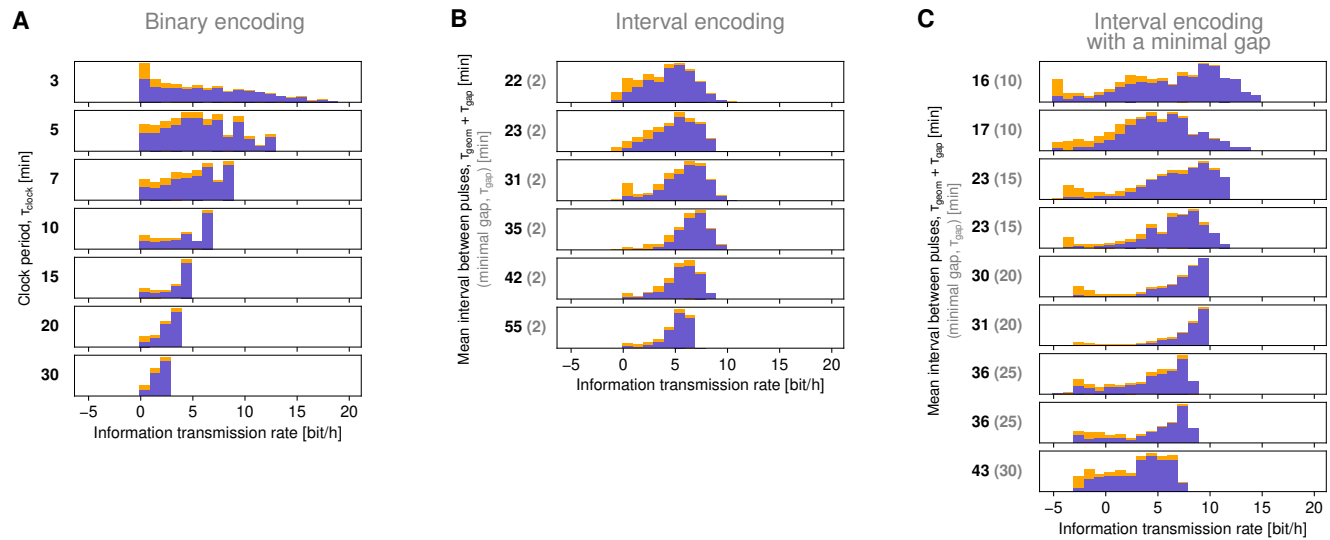 A
Binary encoding
Clock period, τclock [min]
3
5
7
10
15
20
30
−5 0 5 10 15 20
Information transmission rate [bit/h]
B
Interval encoding
Mean interval between pulses, τgeom + τgap [min]
(minimal gap, τgap) [min]
22 (2)
23 (2)
31 (2)
35 (2)
42 (2)
55 (2)
−5 0 5 10 15 20
Information transmission rate [bit/h]
C
Interval encoding
with a minimal gap
Mean interval between pulses, τgeom + τgap [min]
(minimal gap, τgap) [min]
16 (10)
17 (10)
23 (15)
23 (15)
30 (20)
31 (20)
36 (25)
36 (25)
43 (30)
−5 0 5 10 15 20
Information transmission rate [bit/h]